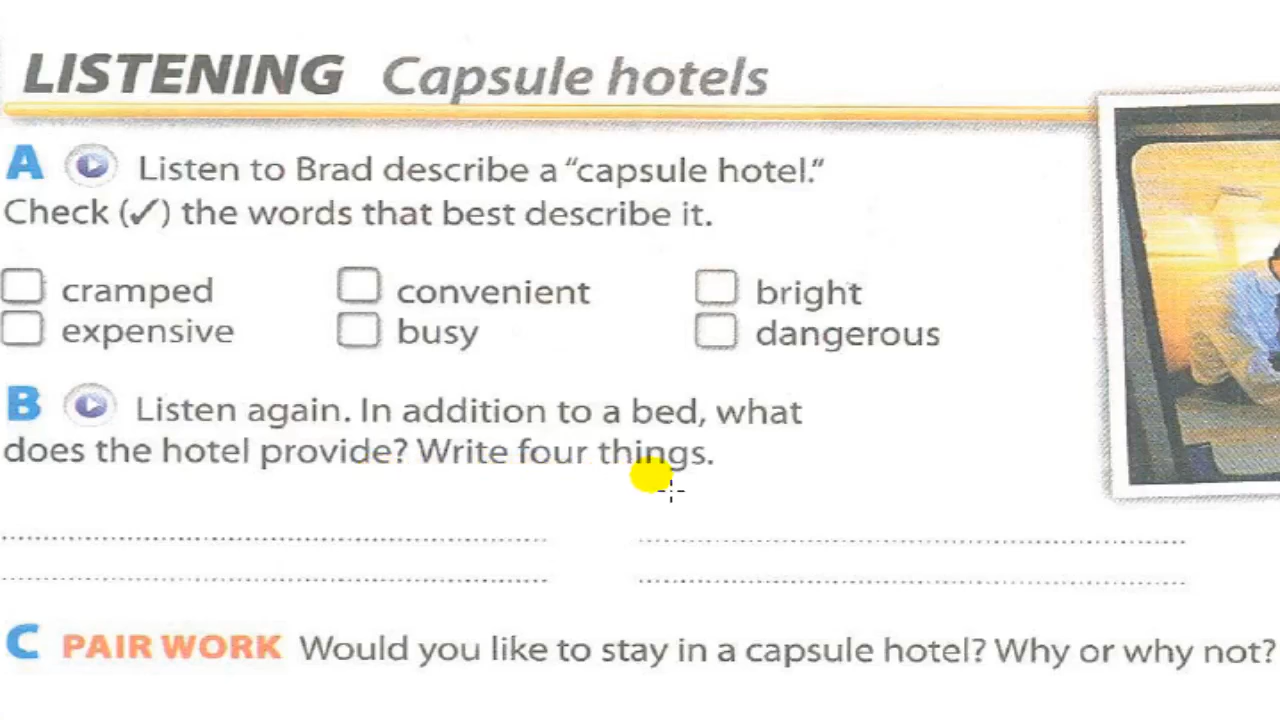 LISTENING Capsule hotels
A Listen to Brad describe a “capsule hotel.”
Check (✓) the words that best describe it.
cramped convenient bright
expensive busy dangerous
B Listen again. In addition to a bed, what
does the hotel provide? Write four things.
C PAIR WORK Would you like to stay in a capsule hotel? Why or why not?